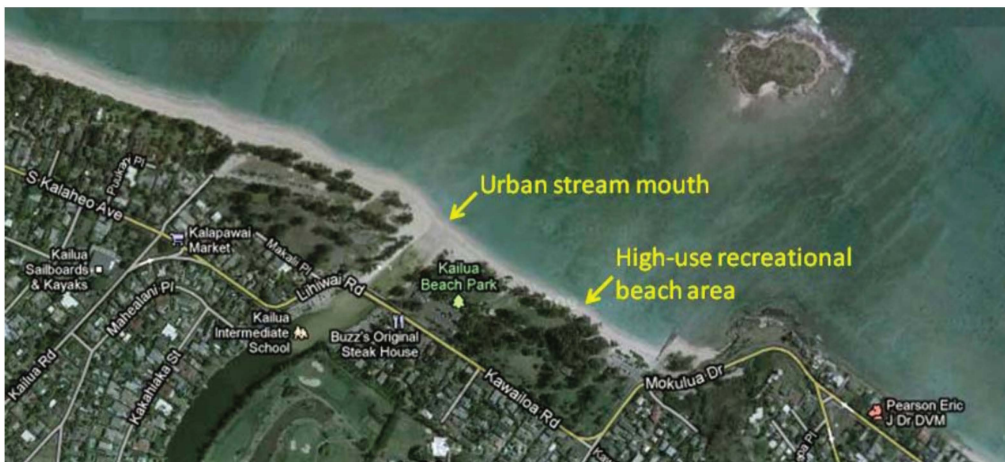 Urban stream mouth
High-use recreational
beach area
S Kalaheo Ave
Kalapawai
Market
Kailua
Sailboards
& Kayaks
Mahealani Pl
Makalii Pl
Lihiwai Rd
Kailua
Beach Park
Kailua
Intermediate
School
Buzz's Original
Steak House
Kailua Rd
Kakahiaka St
Kawailoa Rd
Mokulua Dr
Pearson Eric
J Dr DVM